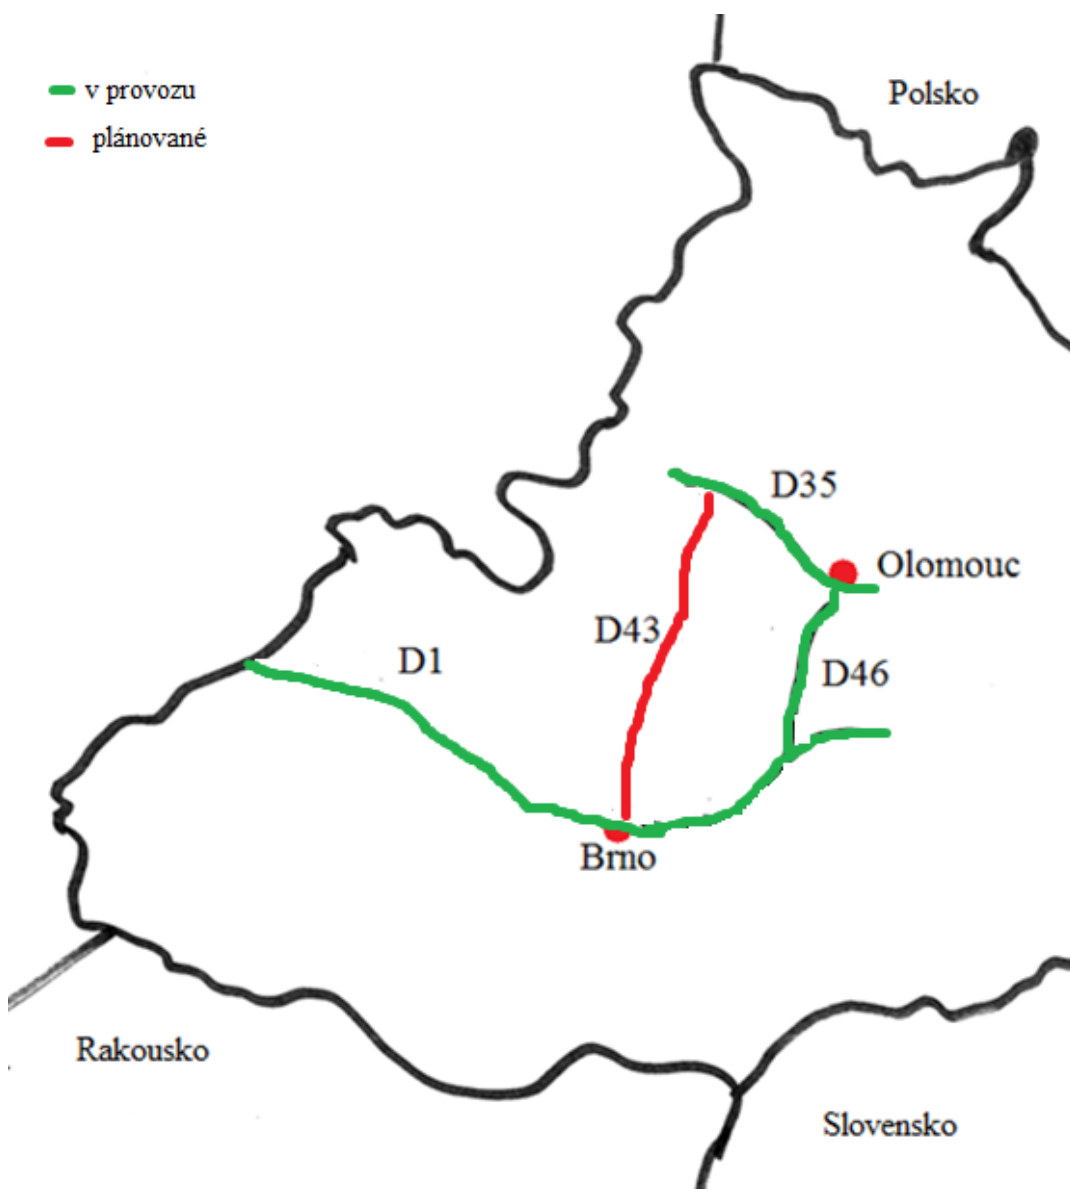 v provozu
plánované
Polsko
D35
Olomouc
D43
D1
D46
Brno
Rakousko
Slovensko